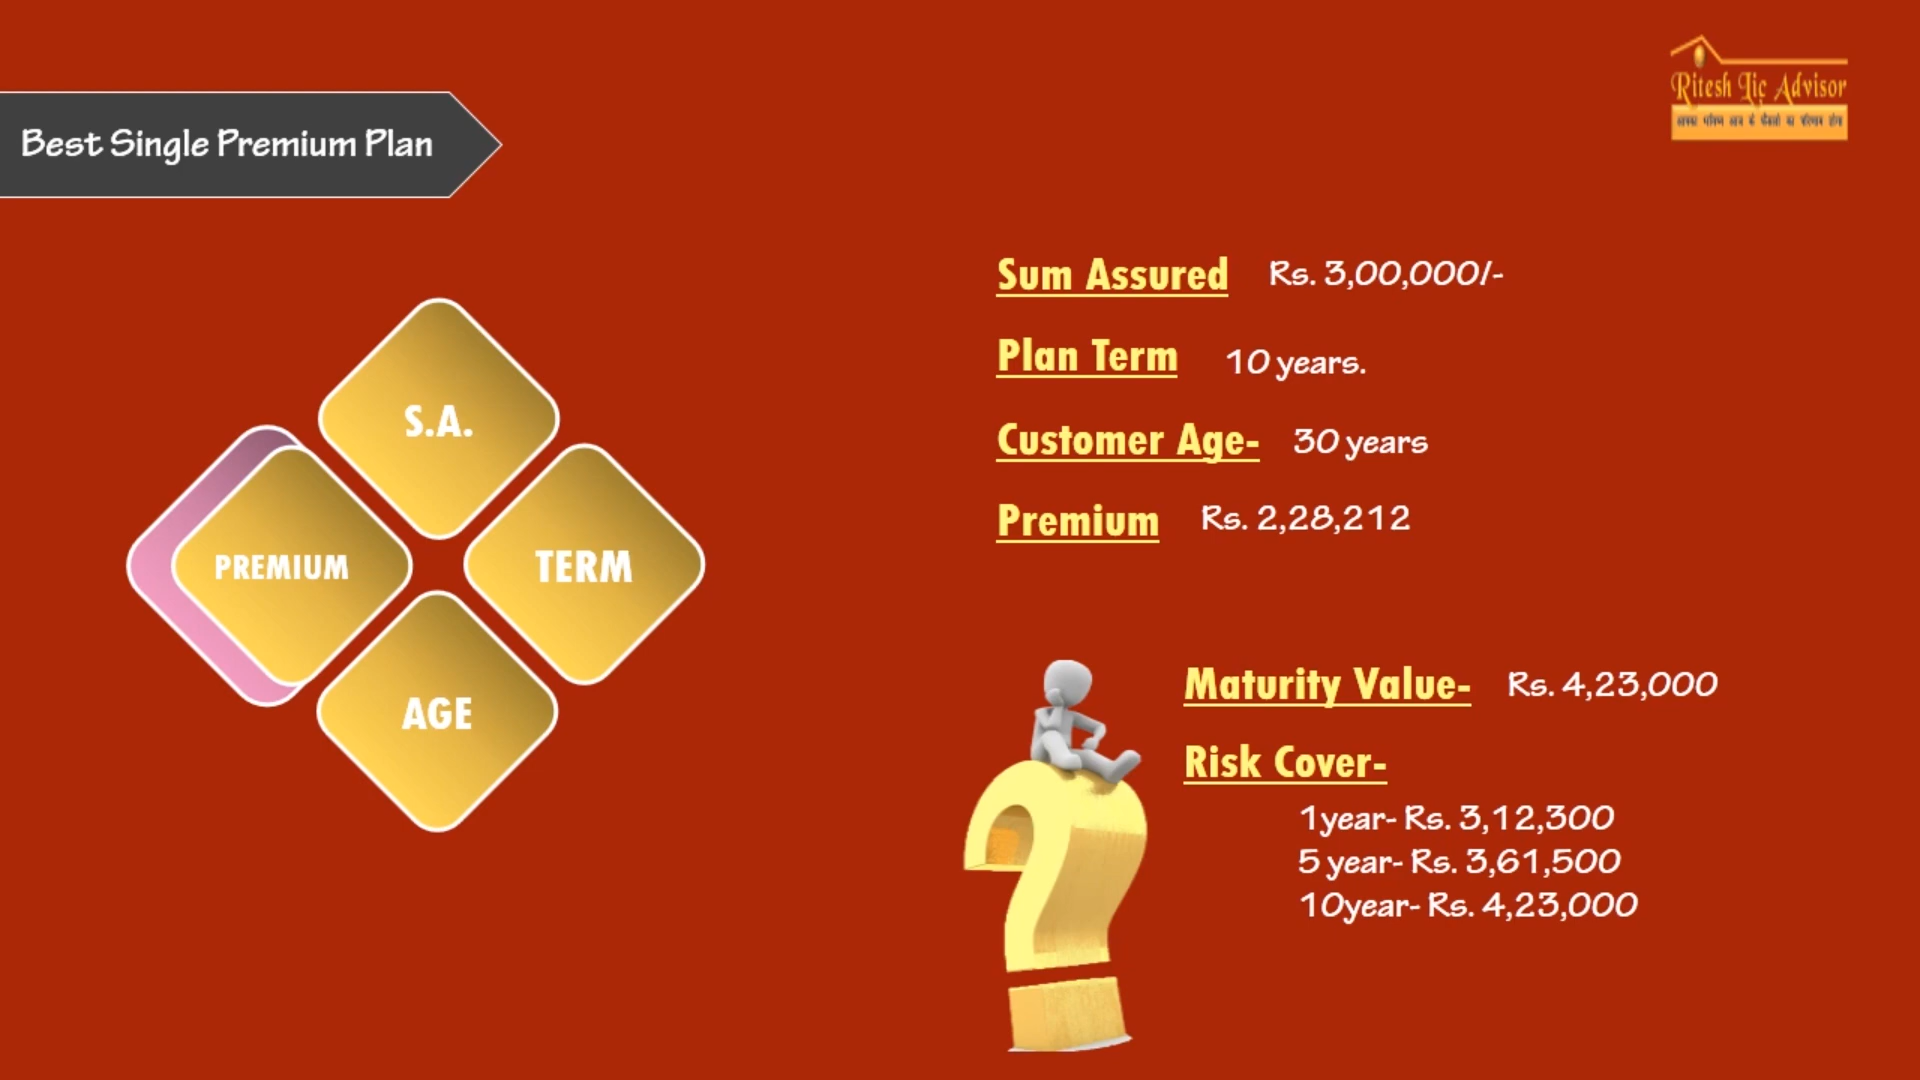 Ritesh Lic Advisor
Best Single Premium Plan
Sum Assured Rs. 3,00,000/-
Plan Term 10 years.
Customer Age- 30 years
Premium Rs. 2,28,212
S.A.
PREMIUM
TERM
AGE
Maturity Value- Rs. 4,23,000
Risk Cover-
1year- Rs. 3,12,300
5 year- Rs. 3,61,500
10year- Rs. 4,23,000